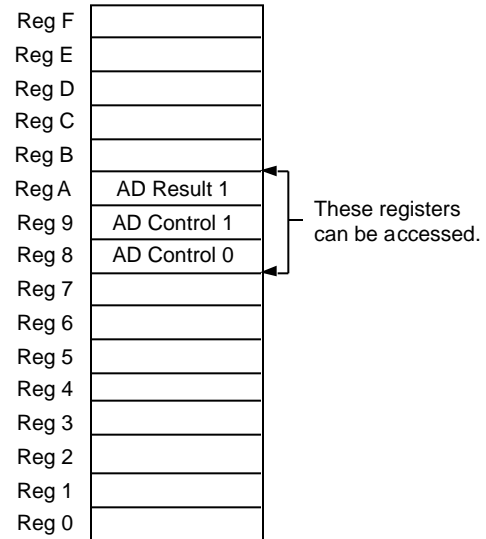 Reg F
Reg E
Reg D
Reg C
Reg B
Reg A AD Result 1
Reg 9 AD Control 1
Reg 8 AD Control 0
These registers
can be accessed.
Reg 7
Reg 6
Reg 5
Reg 4
Reg 3
Reg 2
Reg 1
Reg 0